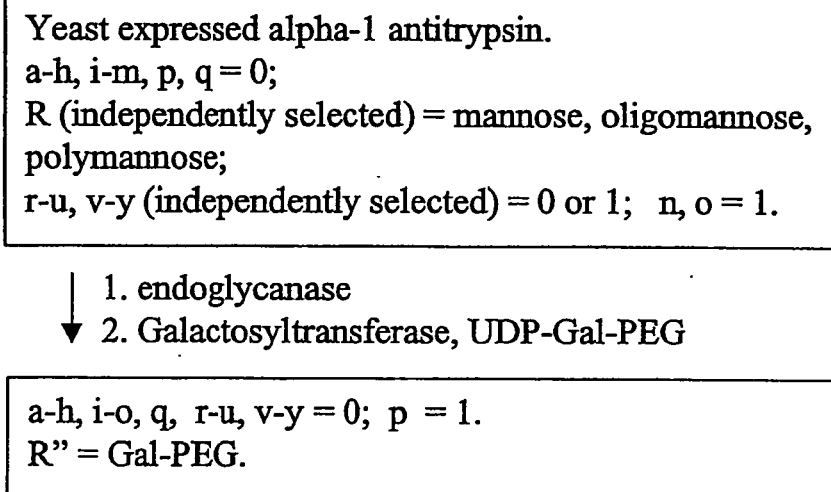 Yeast expressed alpha-1 antitrypsin.
a-h, i-m, p, q = 0;
R (independently selected) = mannose, oligomannose,
polymannose;
r-u, v-y (independently selected) = 0 or 1; n, o = 1.
1. endoglycanase
2. Galactosyltransferase, UDP-Gal-PEG
a-h, i-o, q, r-u, v-y = 0; p = 1.
R” = Gal-PEG.